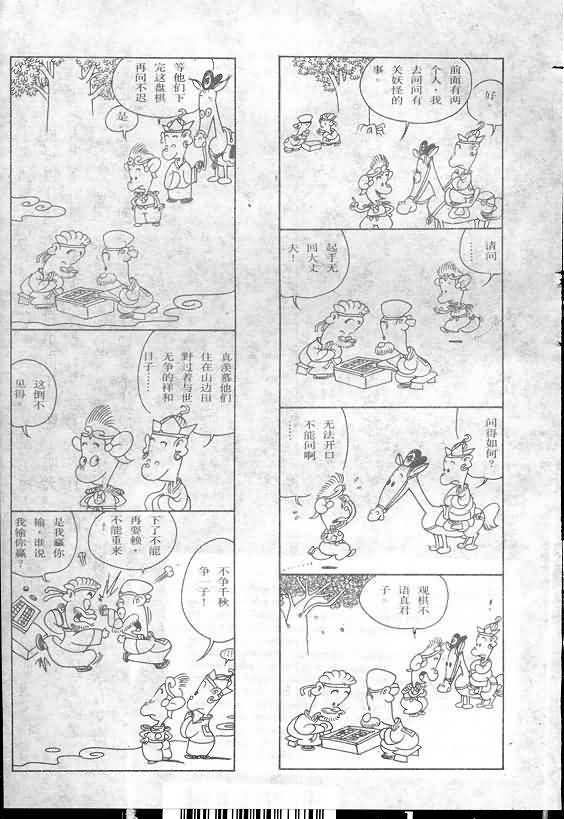 前面有两
个人，我
去问问有
关妖怪的
事。
好
请问
……
起手无
回大丈
夫！
问得如何？
无法开口
不能问啊
……
观棋不
语真君
子。
等他们下
完这盘棋
再问不迟
是。
真羡慕他们
住在山边田
野过着与世
无争的祥和
日子……
这倒不
见得。
下了不能
再耍赖，
不能重来
是我赢你
输，谁说
我输你赢？
不争千秋
争一子！